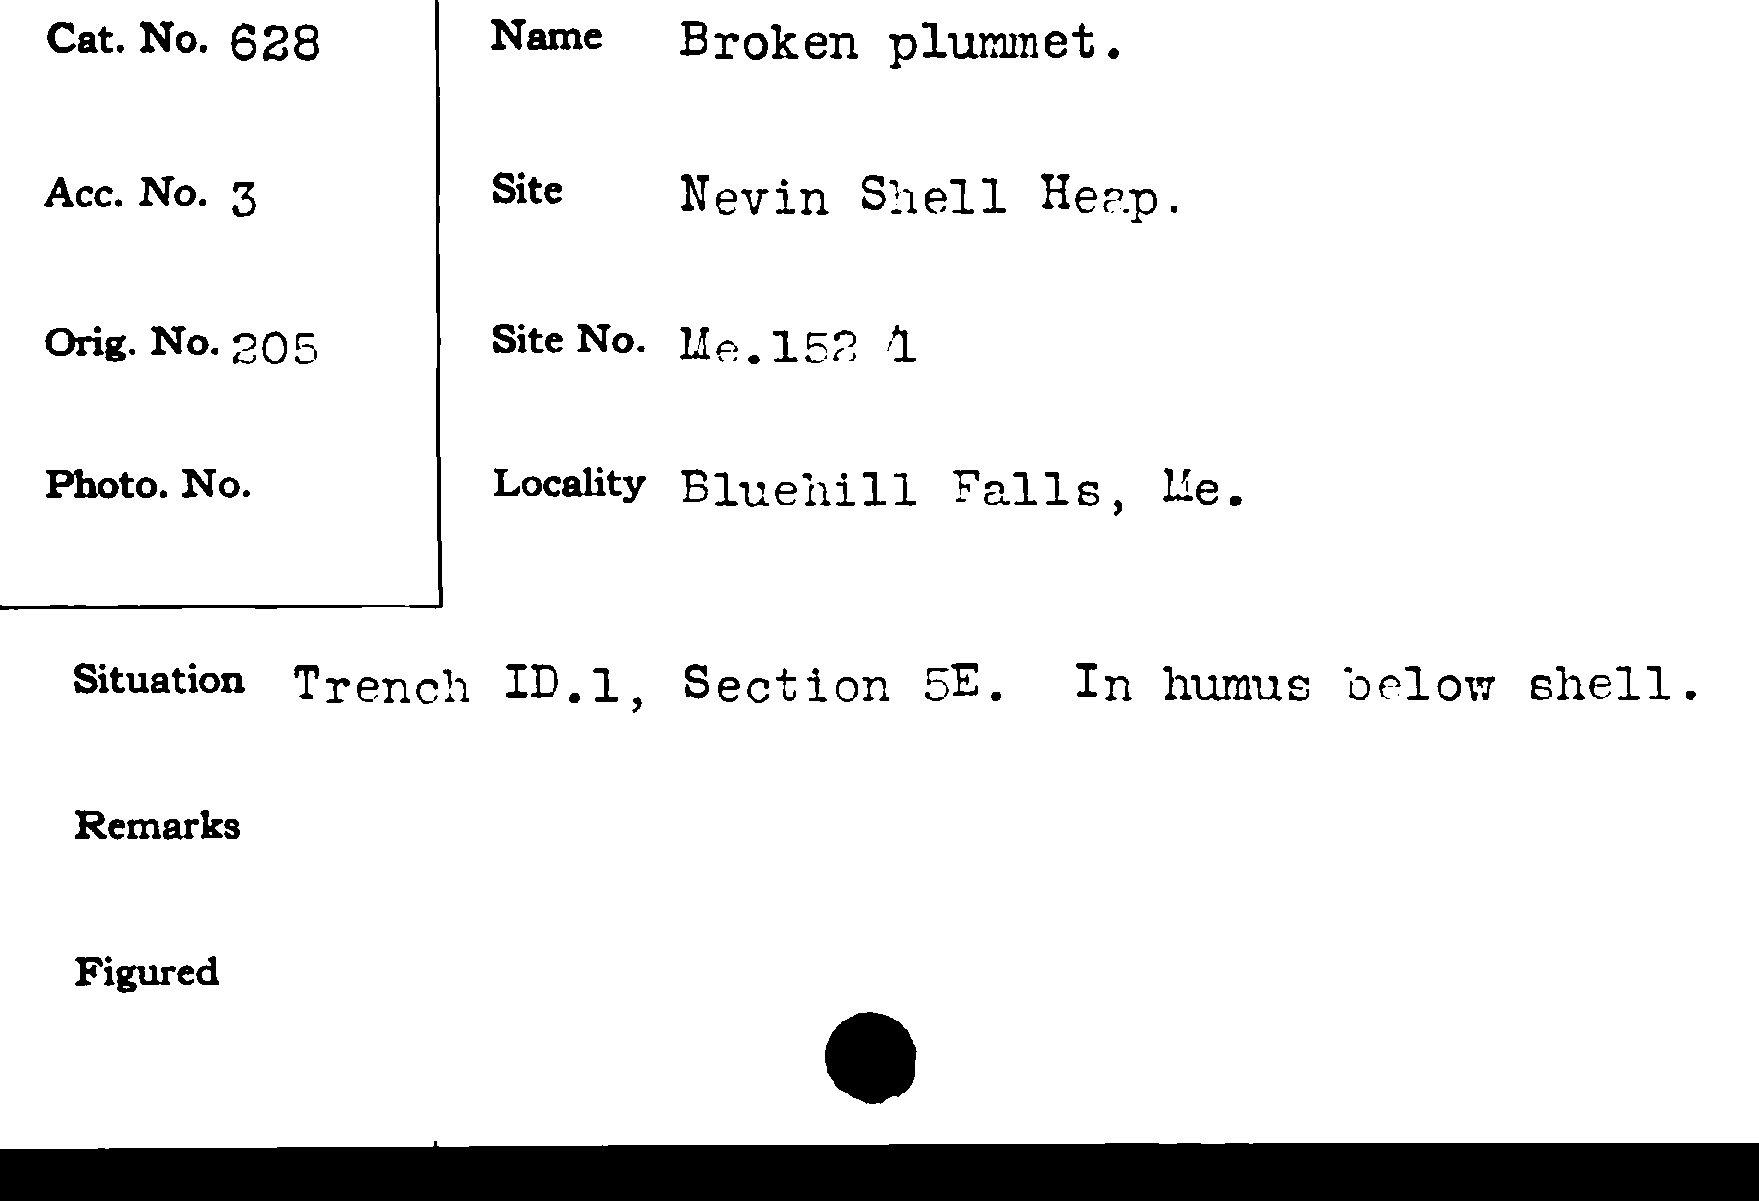 Cat. No. 628
Name Broken plummet.
Acc. No. 3
Site Nevin Shell Heap.
Orig. No. 205
Site No. Me.152
Photo. No.
Locality Bluehill Falls, Me.
Situation Trench ID.1, Section 5E. In humus below shell.
Remarks
Figured